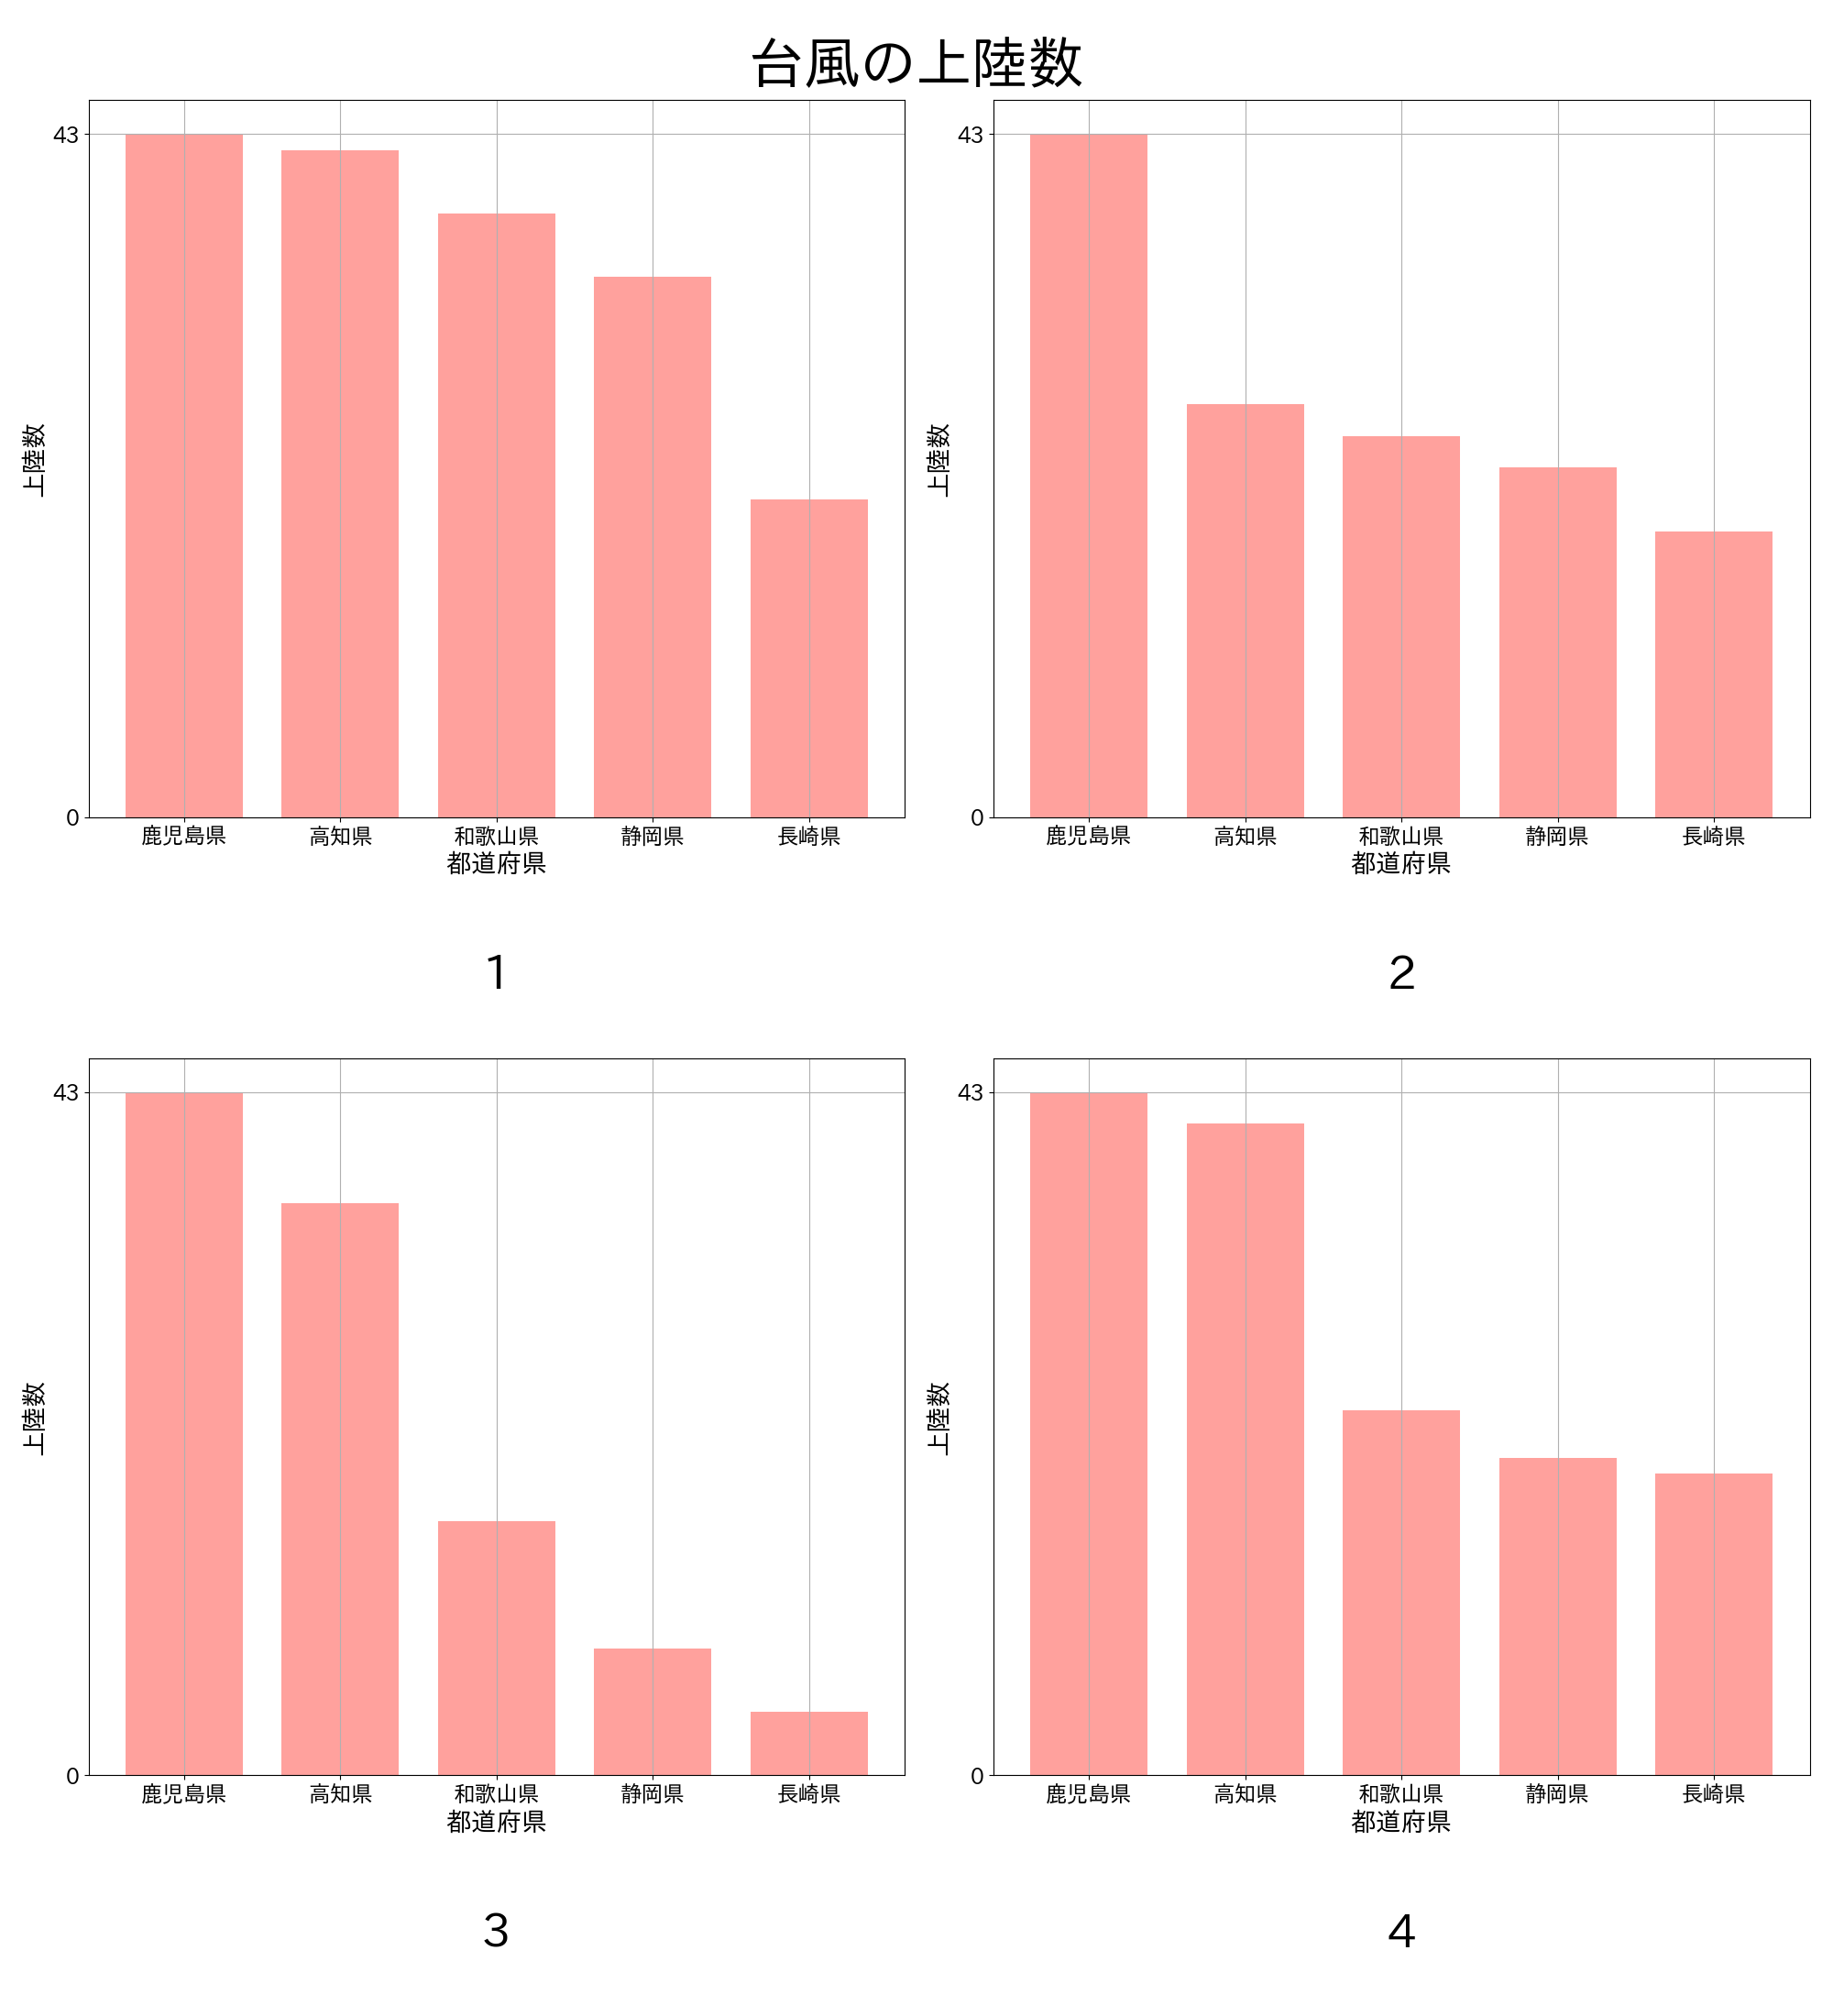 台風の上陸数
43
0
上陸数
鹿児島県 高知県 和歌山県 静岡県 長崎県
都道府県
1
43
0
上陸数
鹿児島県 高知県 和歌山県 静岡県 長崎県
都道府県
2
43
0
上陸数
鹿児島県 高知県 和歌山県 静岡県 長崎県
都道府県
3
43
0
上陸数
鹿児島県 高知県 和歌山県 静岡県 長崎県
都道府県
4